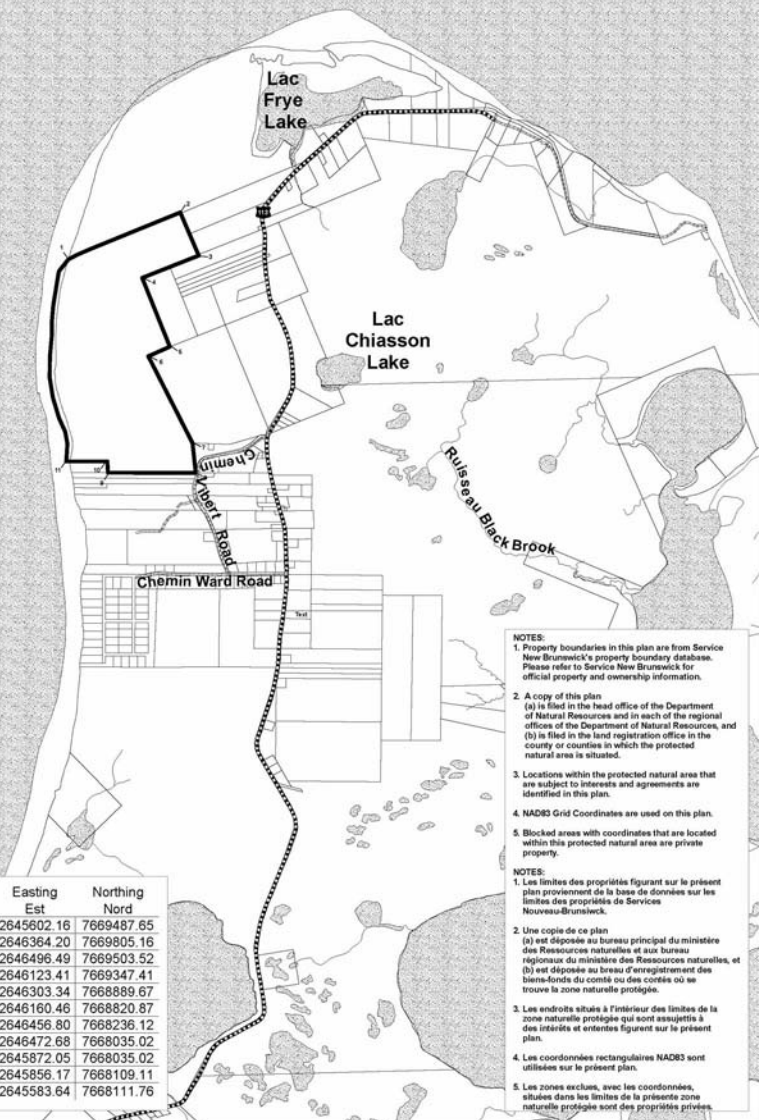 Lac
Frye
Lake
2
113
1
3
4
Lac
Chiasson
Lake
5
6
7
Chemin
11
10
9
Vibert Road
Ruisseau Black Brook
Chemin Ward Road
Text
NOTES:
1. Property boundaries in this plan are from Service
New Brunswick's property boundary database.
Please refer to Service New Brunswick for
official property and ownership information.
2. A copy of this plan
(a) is filed in the head office of the Department
of Natural Resources and in each of the regional
offices of the Department of Natural Resources, and
(b) is filed in the land registration office in the
county or counties in which the protected
natural area is situated.
3. Locations within the protected natural area that
are subject to interests and agreements are
identified in this plan.
4. NAD83 Grid Coordinates are used on this plan.
5. Blocked areas with coordinates that are located
within this protected natural area are private
property.
NOTES:
1. Les limites des propriétés figurant sur le présent
plan proviennent de la base de données sur les
limites des propriétés de Services
Nouveau-Brunsiwck.
2. Une copie de ce plan
(a) est déposée au bureau principal du ministère
des Ressources naturelles et aux bureau
régionaux du ministère des Ressources naturelles, et
(b) est déposée au breau d'enregistrement des
biens-fonds du comté ou des contés où se
trouve la zone naturelle protégée.
3. Les endroits situés à l'intérieur des limites de la
zone naturelle protégée qui sont assujettis à
des intérêts et ententes figurent sur le présent
plan.
4. Les coordonnées rectangulaires NAD83 sont
utilisées sur le présent plan.
5. Les zones exclues, avec les coordonnées,
situées dans les limites de la présente zone
naturelle protégée sont des propriétés privées.
Easting Northing
Est Nord
2645602.16 7669487.65
2646364.20 7669805.16
2646496.49 7669503.52
2646123.41 7669347.41
2646303.34 7668889.67
2646160.46 7668820.87
2646456.80 7668236.12
2646472.68 7668035.02
2645872.05 7668035.02
2645856.17 7668109.11
2645583.64 7668111.76